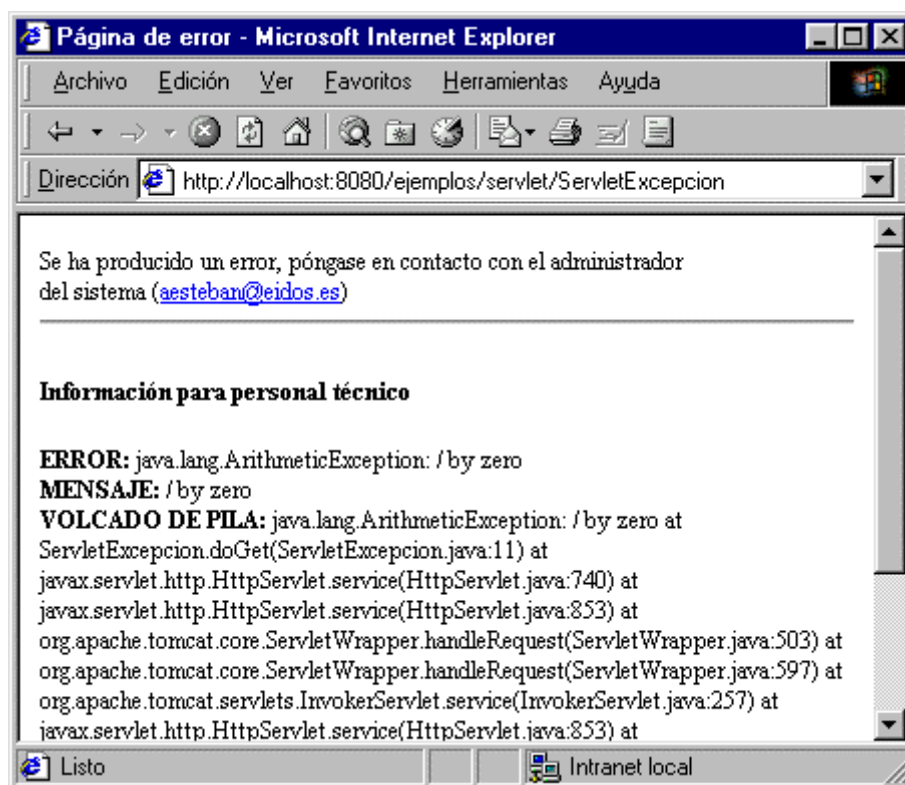 Página de error - Microsoft Internet Explorer
Archivo Edición Ver Favoritos Herramientas Ayuda
Dirección http://localhost:8080/ejemplos/servlet/ServletExcepcion
Se ha producido un error, póngase en contacto con el administrador
del sistema (aesteban@eidos.es)
Información para personal técnico
ERROR: java.lang.ArithmeticException: / by zero
MENSAJE: / by zero
VOLCADO DE PILA: java.lang.ArithmeticException: / by zero at
ServletExcepcion.doGet(ServletExcepcion.java:11) at
javax.servlet.http.HttpServlet.service(HttpServlet.java:740) at
javax.servlet.http.HttpServlet.service(HttpServlet.java:853) at
org.apache.tomcat.core.ServletWrapper.handleRequest(ServletWrapper.java:503) at
org.apache.tomcat.core.ServletWrapper.handleRequest(ServletWrapper.java:597) at
org.apache.tomcat.servlets.InvokerServlet.service(InvokerServlet.java:257) at
javax.servlet.http.HttpServlet.service(HttpServlet.java:853) at
Listo Intranet local